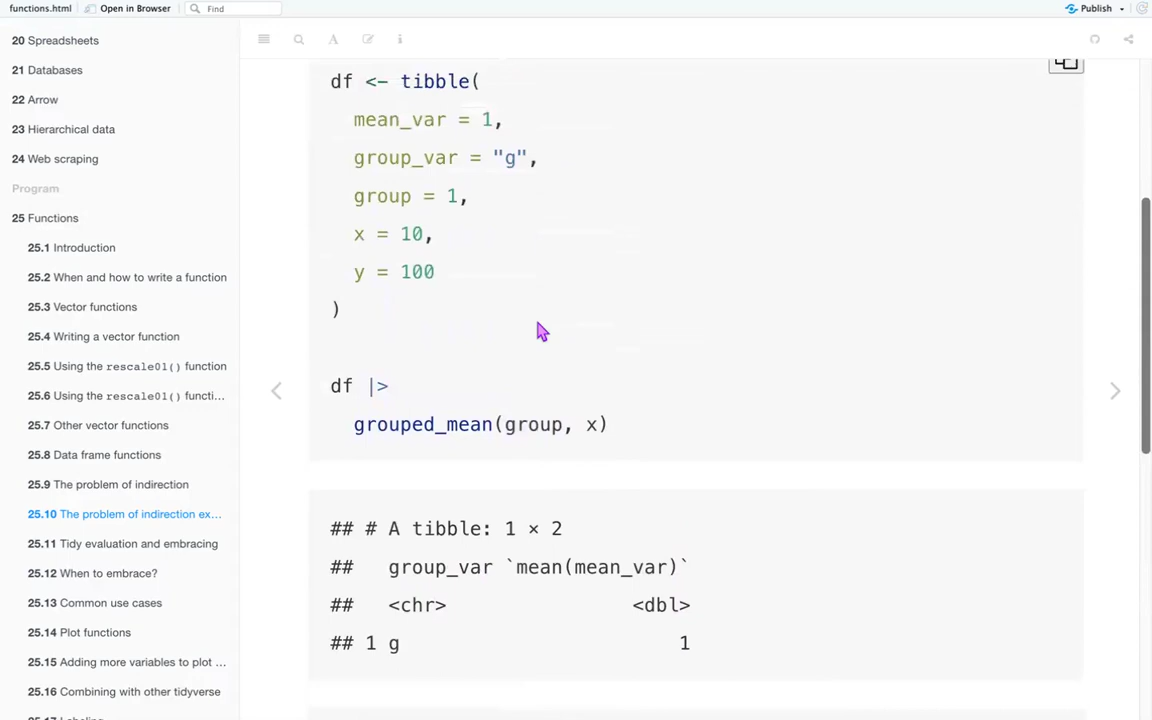 functions.html Open in Browser Find Publish
20 Spreadsheets
21 Databases
22 Arrow
23 Hierarchical data
24 Web scraping
Program
25 Functions
25.1 Introduction
25.2 When and how to write a function
25.3 Vector functions
25.4 Writing a vector function
25.5 Using the rescale01() function
25.6 Using the rescale01() functi...
25.7 Other vector functions
25.8 Data frame functions
25.9 The problem of indirection
25.10 The problem of indirection ex...
25.11 Tidy evaluation and embracing
25.12 When to embrace?
25.13 Common use cases
25.14 Plot functions
25.15 Adding more variables to plot ...
25.16 Combining with other tidyverse
25.17 Labeling
df <- tibble(
mean_var = 1,
group_var = "g",
group = 1,
x = 10,
y = 100
)
df |>
grouped_mean(group, x)
## # A tibble: 1 × 2
## group_var `mean(mean_var)`
## <chr> <dbl>
## 1 g 1